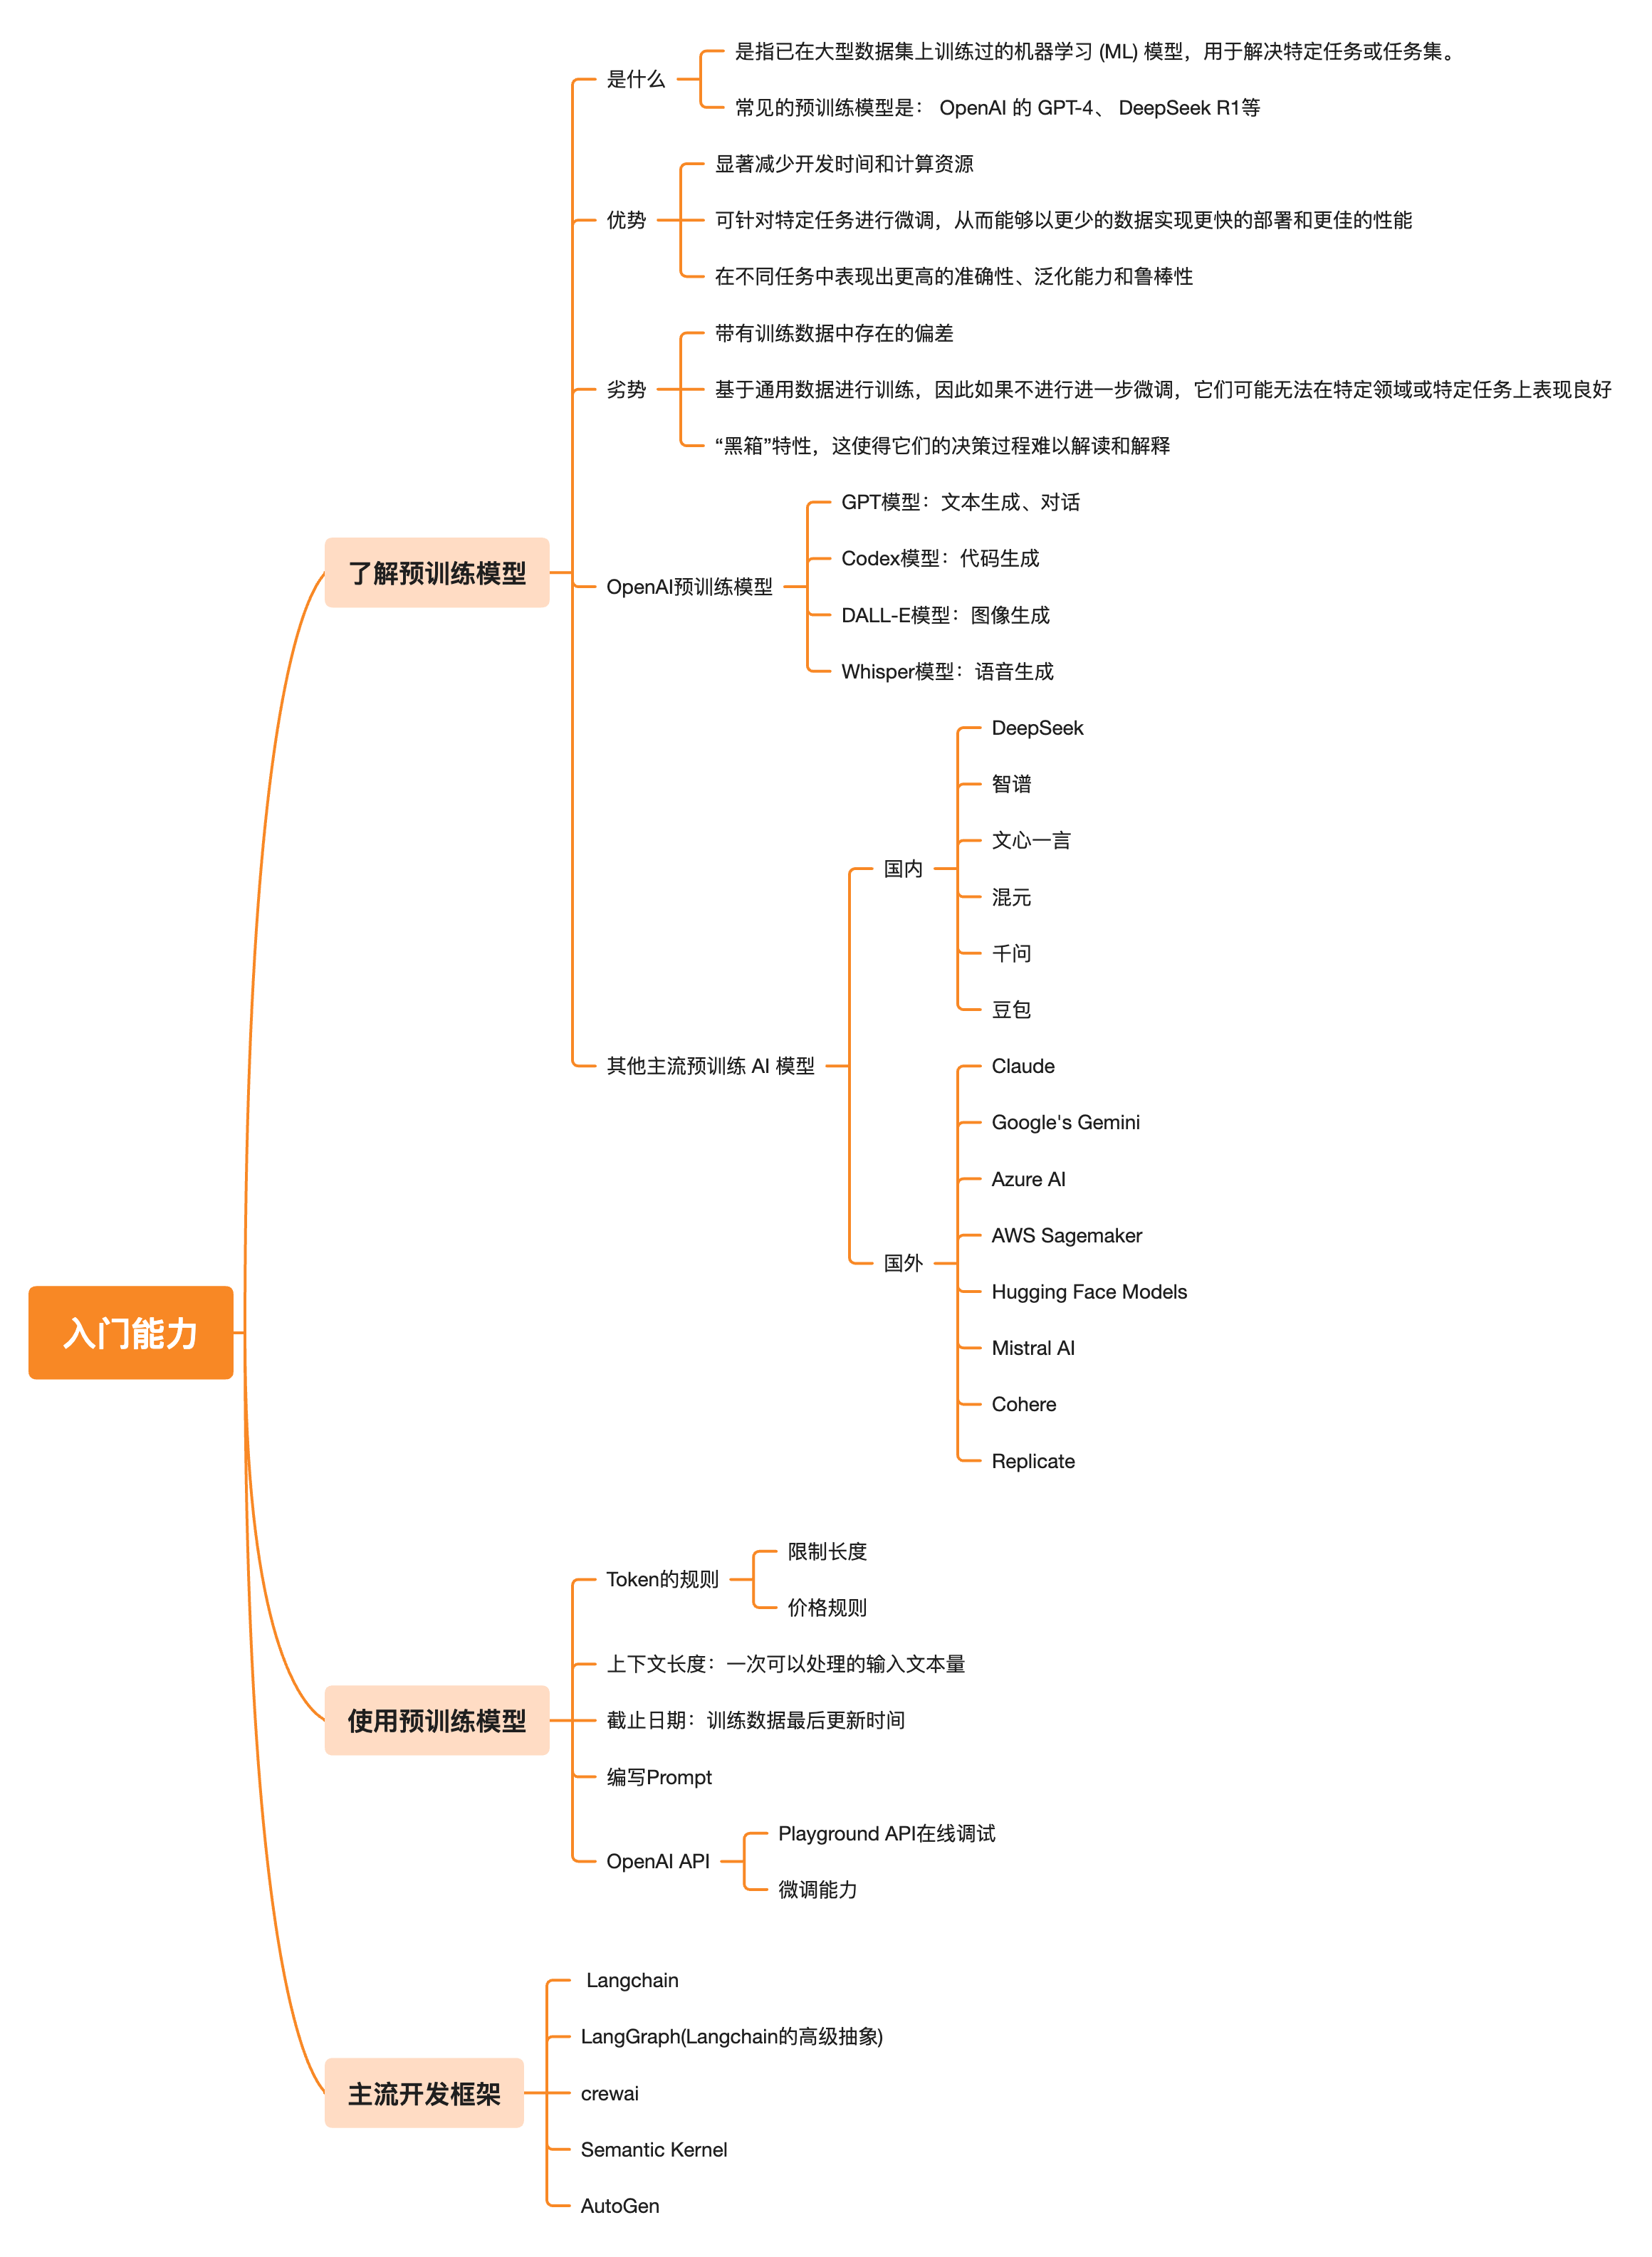 入门能力
了解预训练模型
是什么
是指已在大型数据集上训练过的机器学习 (ML) 模型，用于解决特定任务或任务集。
常见的预训练模型是： OpenAI 的 GPT-4、 DeepSeek R1等
优势
显著减少开发时间和计算资源
可针对特定任务进行微调，从而能够以更少的数据实现更快的部署和更佳的性能
在不同任务中表现出更高的准确性、泛化能力和鲁棒性
劣势
带有训练数据中存在的偏差
基于通用数据进行训练，因此如果不进行进一步微调，它们可能无法在特定领域或特定任务上表现良好
“黑箱”特性，这使得它们的决策过程难以解读和解释
OpenAI预训练模型
GPT模型：文本生成、对话
Codex模型：代码生成
DALL-E模型：图像生成
Whisper模型：语音生成
其他主流预训练 AI 模型
国内
DeepSeek
智谱
文心一言
混元
千问
豆包
国外
Claude
Google's Gemini
Azure AI
AWS Sagemaker
Hugging Face Models
Mistral AI
Cohere
Replicate
使用预训练模型
Token的规则
限制长度
价格规则
上下文长度：一次可以处理的输入文本量
截止日期：训练数据最后更新时间
编写Prompt
OpenAI API
Playground API在线调试
微调能力
主流开发框架
Langchain
LangGraph(Langchain的高级抽象)
crewai
Semantic Kernel
AutoGen